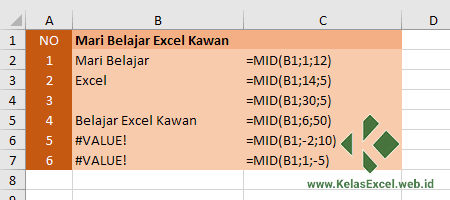 A B C D
1 NO Mari Belajar Excel Kawan
2 1 Mari Belajar =MID(B1;1;12)
3 2 Excel =MID(B1;14;5)
4 3 =MID(B1;30;5)
5 4 Belajar Excel Kawan =MID(B1;6;50)
6 5 #VALUE! =MID(B1;-2;10)
7 6 #VALUE! =MID(B1;1;-5)
8
9
www.KelasExcel.web.id